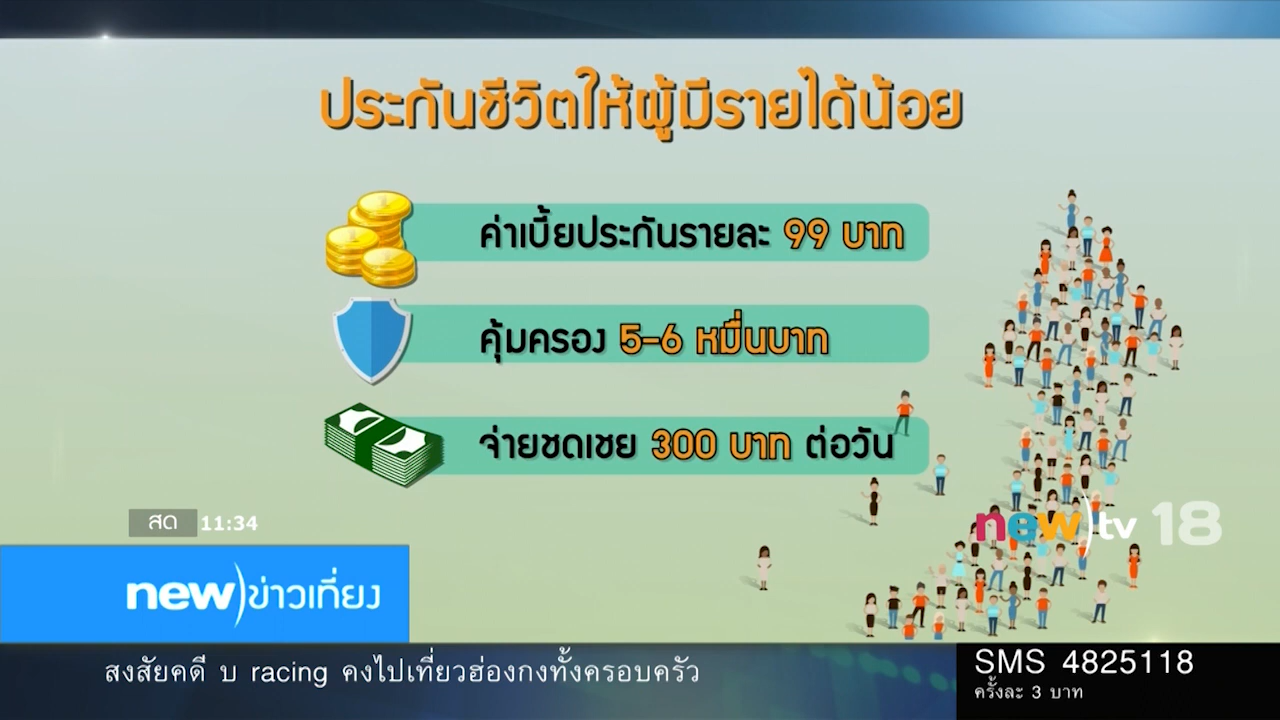 ประกันชีวิตให้ผู้มีรายได้น้อย
ค่าเบี้ยประกันรายละ 99 บาท
คุ้มครอง 5-6 หมื่นบาท
จ่ายชดเชย 300 บาท ต่อวัน
สด 11:34
new)tv 18
new)ข่าวเที่ยง
สงสัยคดี บ racing คงไปเที่ยวฮ่องกงทั้งครอบครัว
SMS 4825118
ครั้งละ 3 บาท